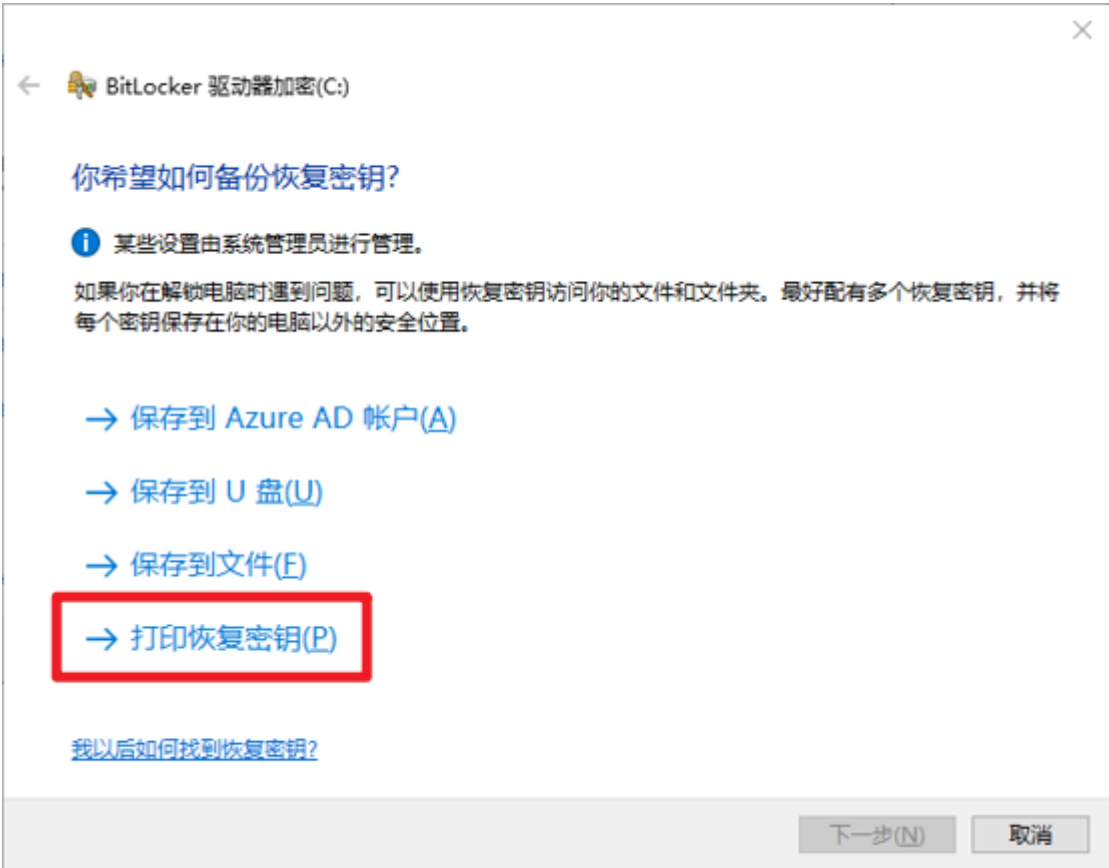 BitLocker 驱动器加密(C:)
你希望如何备份恢复密钥?
某些设置由系统管理员进行管理。
如果你在解锁电脑时遇到问题，可以使用恢复密钥访问你的文件和文件夹。最好配有多个恢复密钥，并将
每个密钥保存在你的电脑以外的安全位置。
→ 保存到 Azure AD 帐户(A)
→ 保存到 U 盘(U)
→ 保存到文件(F)
→ 打印恢复密钥(P)
我以后如何找到恢复密钥?
下一步(N)
取消